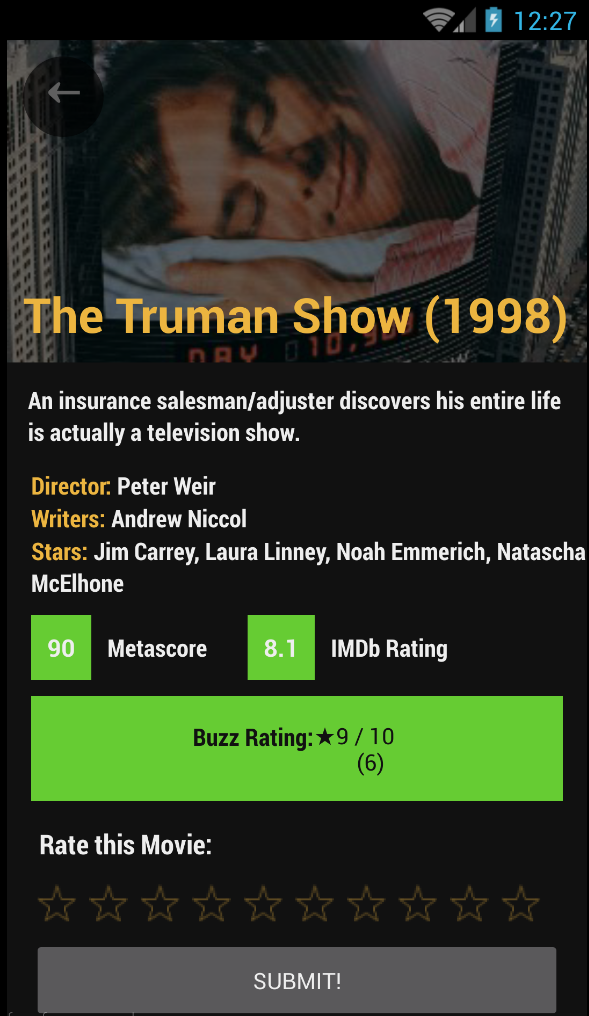 12:27
The Truman Show (1998)
DAY 10,909
An insurance salesman/adjuster discovers his entire life
is actually a television show.
Director: Peter Weir
Writers: Andrew Niccol
Stars: Jim Carrey, Laura Linney, Noah Emmerich, Natascha
McElhone
90 Metascore 8.1 IMDb Rating
Buzz Rating:★9 / 10
(6)
Rate this Movie:
SUBMIT!